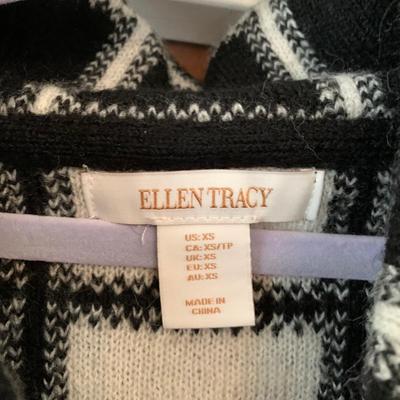 ELLEN TRACY
US: XS
CA: XS/TP
UK: XS
EU: XS
AU: XS
MADE IN
CHINA